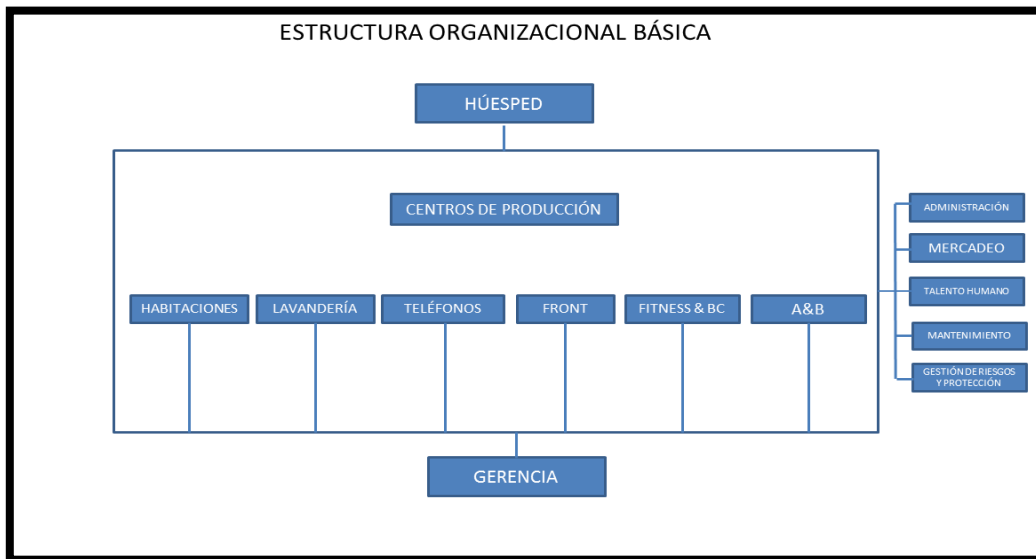 ESTRUCTURA ORGANIZACIONAL BÁSICA
HÚESPED
CENTROS DE PRODUCCIÓN
HABITACIONES
LAVANDERÍA
TELÉFONOS
FRONT
FITNESS & BC
A&B
ADMINISTRACIÓN
MERCADEO
TALENTO HUMANO
MANTENIMIENTO
GESTIÓN DE RIESGOS
Y PROTECCIÓN
GERENCIA